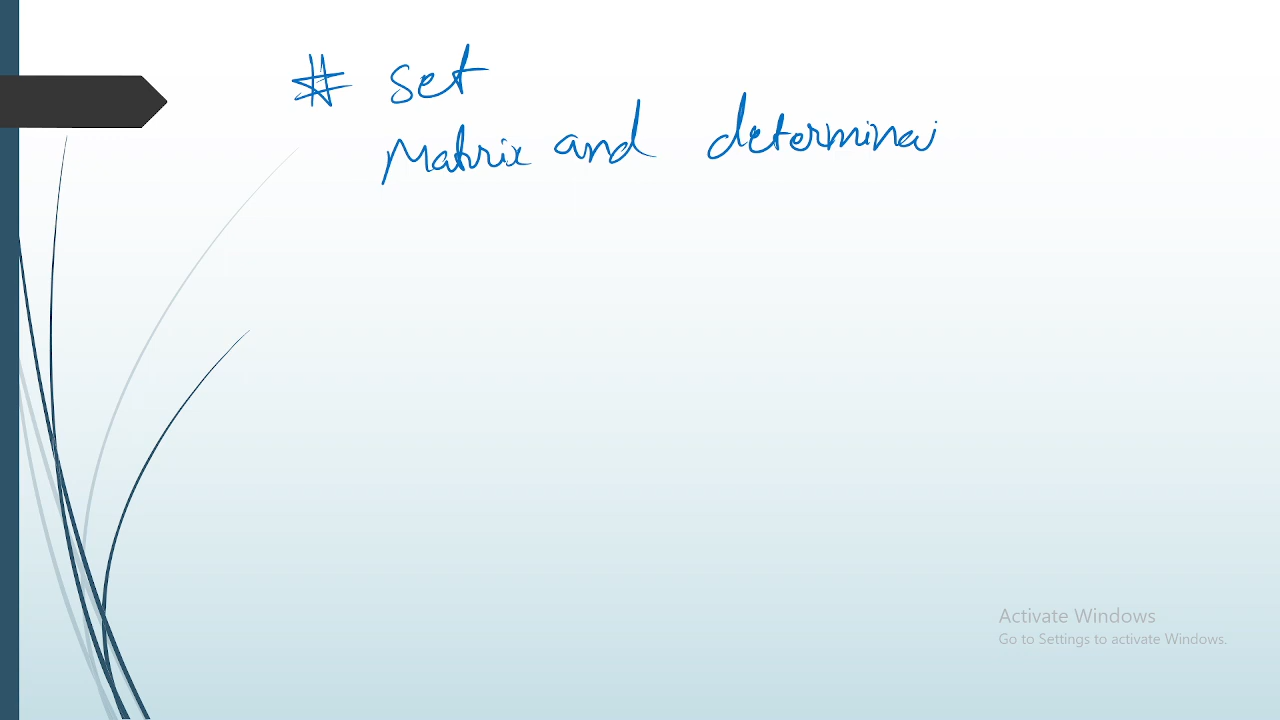 # set
Matrix and determinai
Activate Windows
Go to Settings to activate Windows.